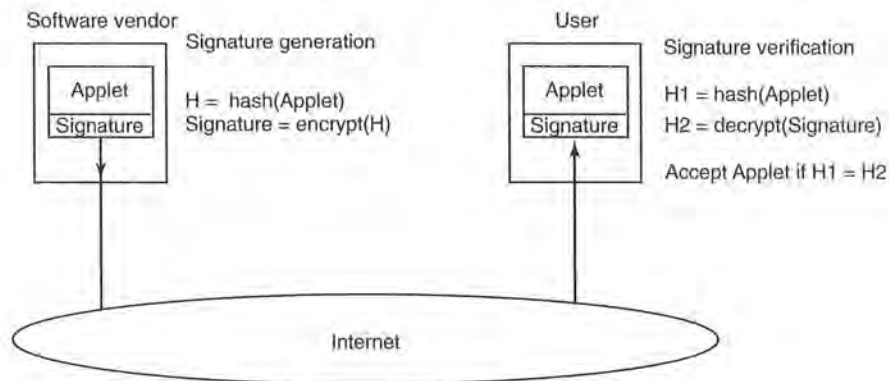 Software vendor
Signature generation
Applet
H = hash(Applet)
Signature
Signature = encrypt(H)
User
Signature verification
Applet
H1 = hash(Applet)
Signature
H2 = decrypt(Signature)
Accept Applet if H1 = H2
Internet